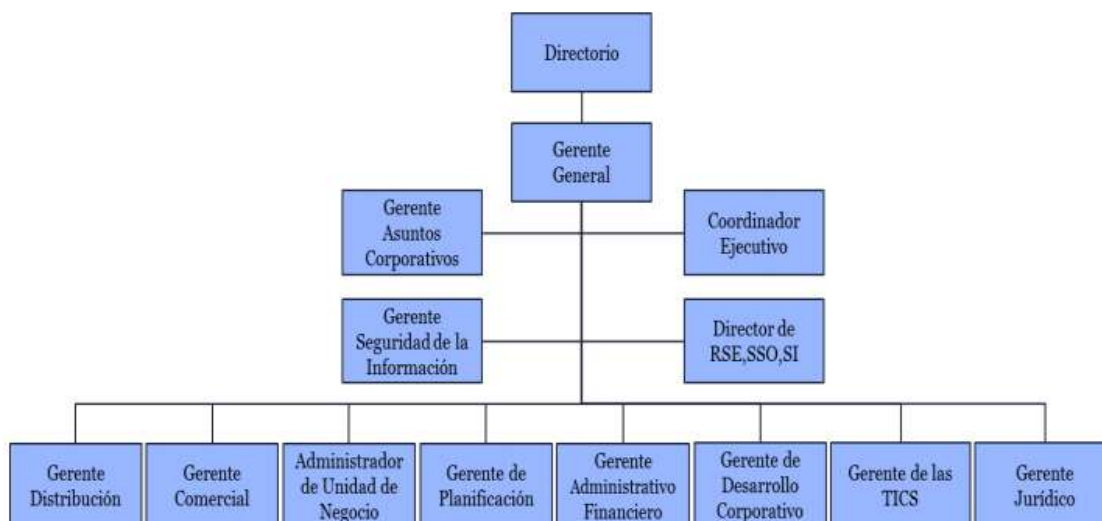 Directorio
Gerente
General
Gerente
Asuntos
Corporativos
Coordinador
Ejecutivo
Gerente
Seguridad de la
Información
Director de
RSE,SSO,SI
Gerente
Distribución
Gerente
Comercial
Administrador
de Unidad de
Negocio
Gerente de
Planificación
Gerente
Administrativo
Financiero
Gerente de
Desarrollo
Corporativo
Gerente de las
TICS
Gerente
Jurídico